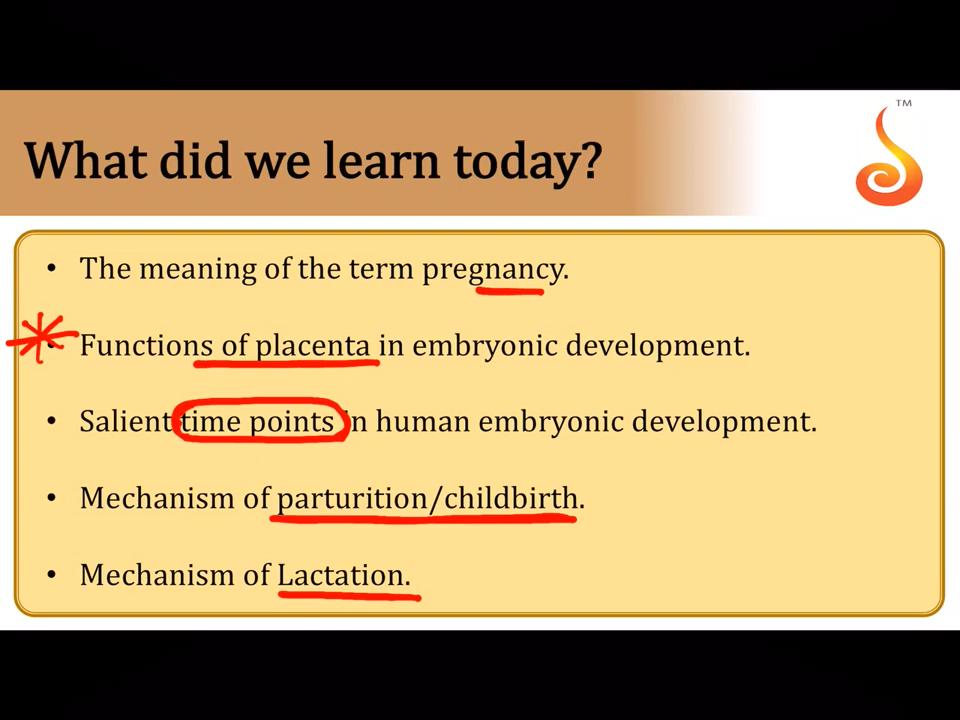 TM
What did we learn today?
• The meaning of the term pregnancy.
• Functions of placenta in embryonic development.
• Salient time points in human embryonic development.
• Mechanism of parturition/childbirth.
• Mechanism of Lactation.